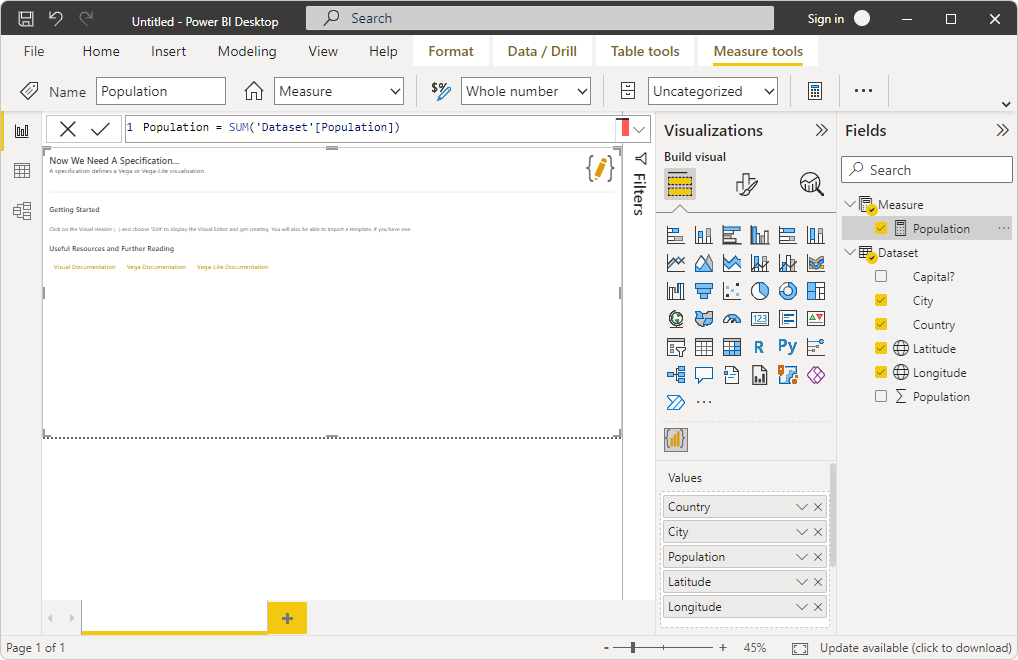 Untitled - Power BI Desktop
Search
Sign in
File Home Insert Modeling View Help Format Data / Drill Table tools Measure tools
Name Population Measure $% Whole number Uncategorized ...
1 Population = SUM('Dataset'[Population])
Now We Need A Specification...
A specification defines a Vega or Vega-Lite visualization.
Getting Started
Click on the Visual Header [...] and choose 'Edit' to display the Visual Editor and get creating. You will also be able to import a template, if you have one
Useful Resources and Further Reading
Visual Documentation Vega Documentation Vega-Lite Documentation
Filters
Visualizations
Build visual
123
R Py
...
Values
Country
City
Population
Latitude
Longitude
Fields
Search
Measure
Population ...
Dataset
Capital?
City
Country
Latitude
Longitude
Σ Population
+
Page 1 of 1
- + 45% Update available (click to download)